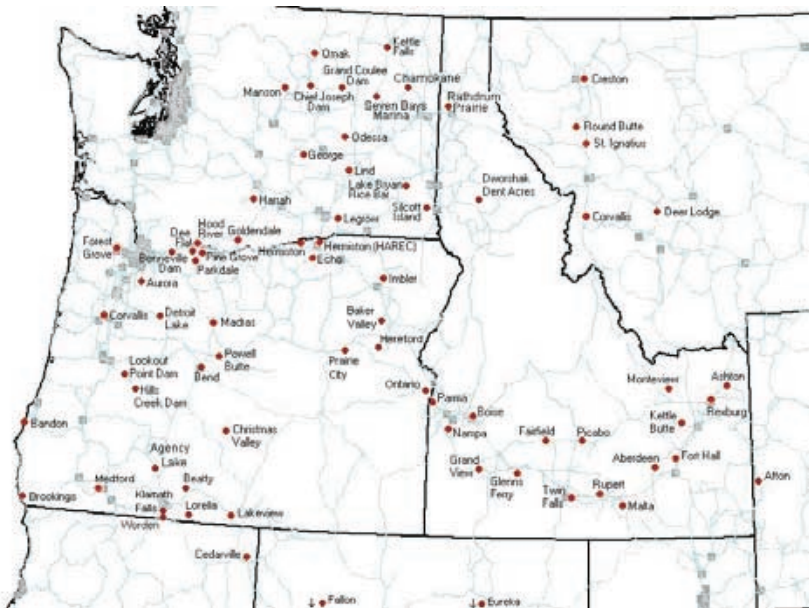 Omak
Kettle
Falls
Grand Coulee
Dam
Chamokane
Manson
Chief Joseph
Dam
Seven Bays
Marina
Rathdrum
Prairie
Creston
Odessa
Round Butte
St. Ignatius
George
Lind
Lake Bryan
Rice Bar
Dworshak
Dent Acres
Harrah
Legrow
Silcott
Island
Corvallis
Deer Lodge
Forest
Grove
Dee
Flat
Hood
River
Goldendale
Bonneville
Dam
Pine Grove
Parkdale
Hermiston
Hermiston (HAREC)
Echo
Aurora
Imbler
Corvallis
Detroit
Lake
Madras
Baker
Valley
Hereford
Lookout
Point Dam
Powell
Butte
Bend
Prairie
City
Hills
Creek Dam
Ontario
Parma
Monteview
Ashton
Rexburg
Bandon
Christmas
Valley
Boise
Nampa
Fairfield
Picabo
Kettle
Butte
Agency
Lake
Grand
View
Glenns
Ferry
Aberdeen
Fort Hall
Medford
Beatty
Klamath
Falls
Lorella
Lakeview
Worden
Brookings
Twin
Falls
Rupert
Malta
Afton
Cedarville
Fallon
Eureka